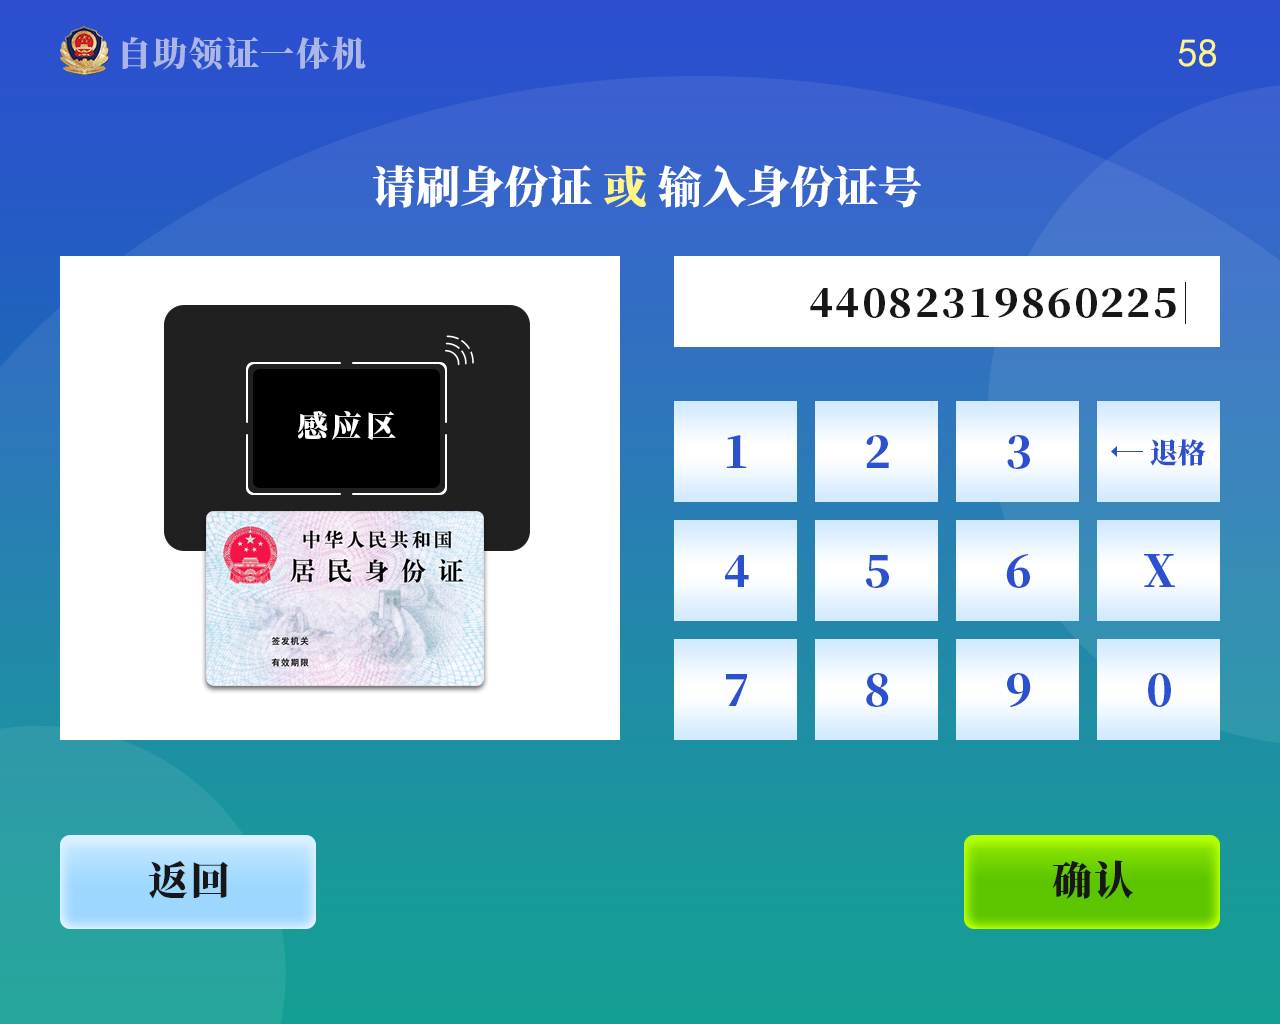 自助领证一体机
58
请刷身份证 或 输入身份证号
44082319860225
感应区
中华人民共和国
居民身份证
签发机关
有效期限
1 2 3 ←退格
4 5 6 X
7 8 9 0
返回
确认